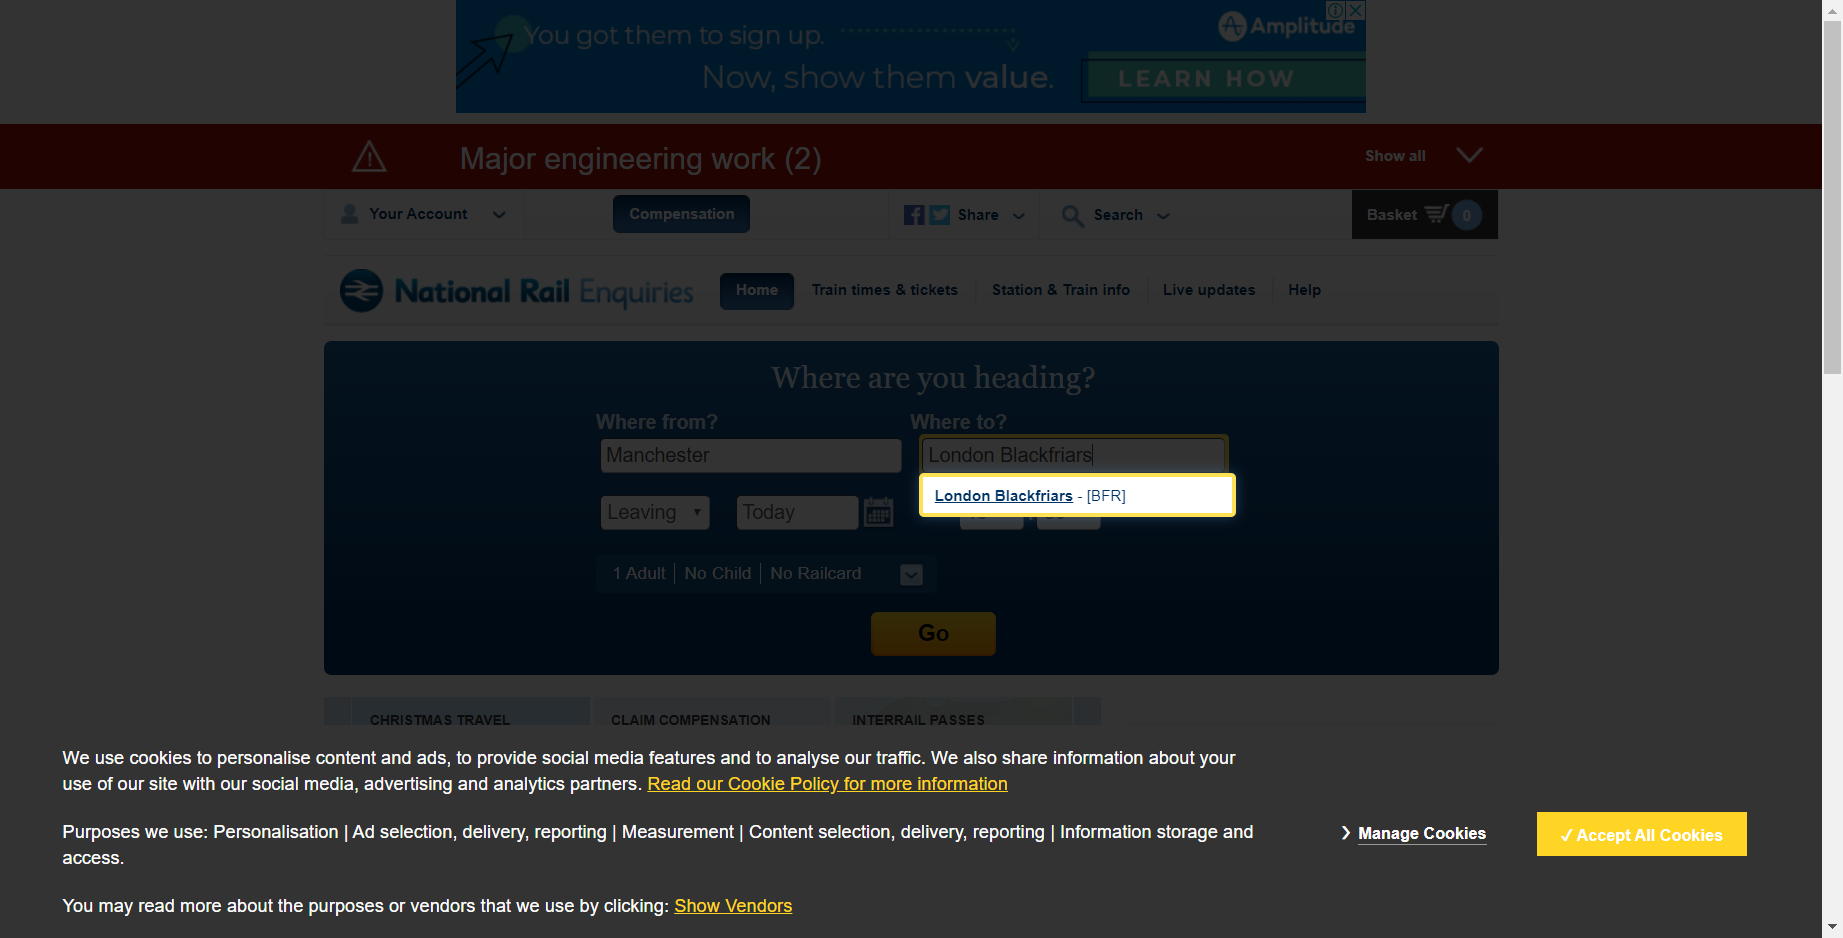 You got them to sign up.
Amplitude
Now, show them value.
LEARN HOW
Major engineering work (2)
Show all
Your Account
Compensation
Share
Search
Basket
0
National Rail Enquiries
Home
Train times & tickets
Station & Train info
Live updates
Help
Where are you heading?
Where from?
Where to?
Manchester
London Blackfriars
London Blackfriars - [BFR]
Leaving
Today
1 Adult
No Child
No Railcard
Go
CHRISTMAS TRAVEL
CLAIM COMPENSATION
INTERRAIL PASSES
We use cookies to personalise content and ads, to provide social media features and to analyse our traffic. We also share information about your
use of our site with our social media, advertising and analytics partners. Read our Cookie Policy for more information
Purposes we use: Personalisation | Ad selection, delivery, reporting | Measurement | Content selection, delivery, reporting | Information storage and
access.
Manage Cookies
✓ Accept All Cookies
You may read more about the purposes or vendors that we use by clicking: Show Vendors